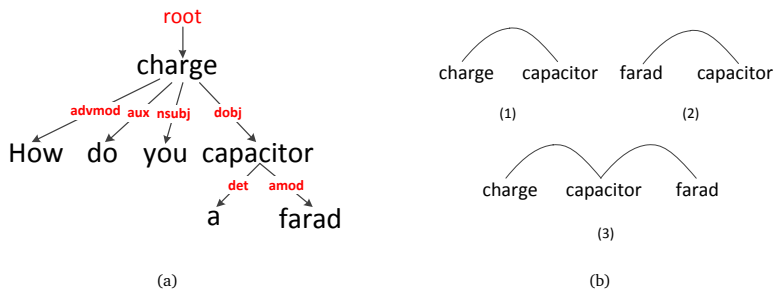 root
charge
advmod aux nsubj dobj
How do you capacitor
det amod
a farad
(a)
charge capacitor
(1)
farad capacitor
(2)
charge capacitor farad
(3)
(b)